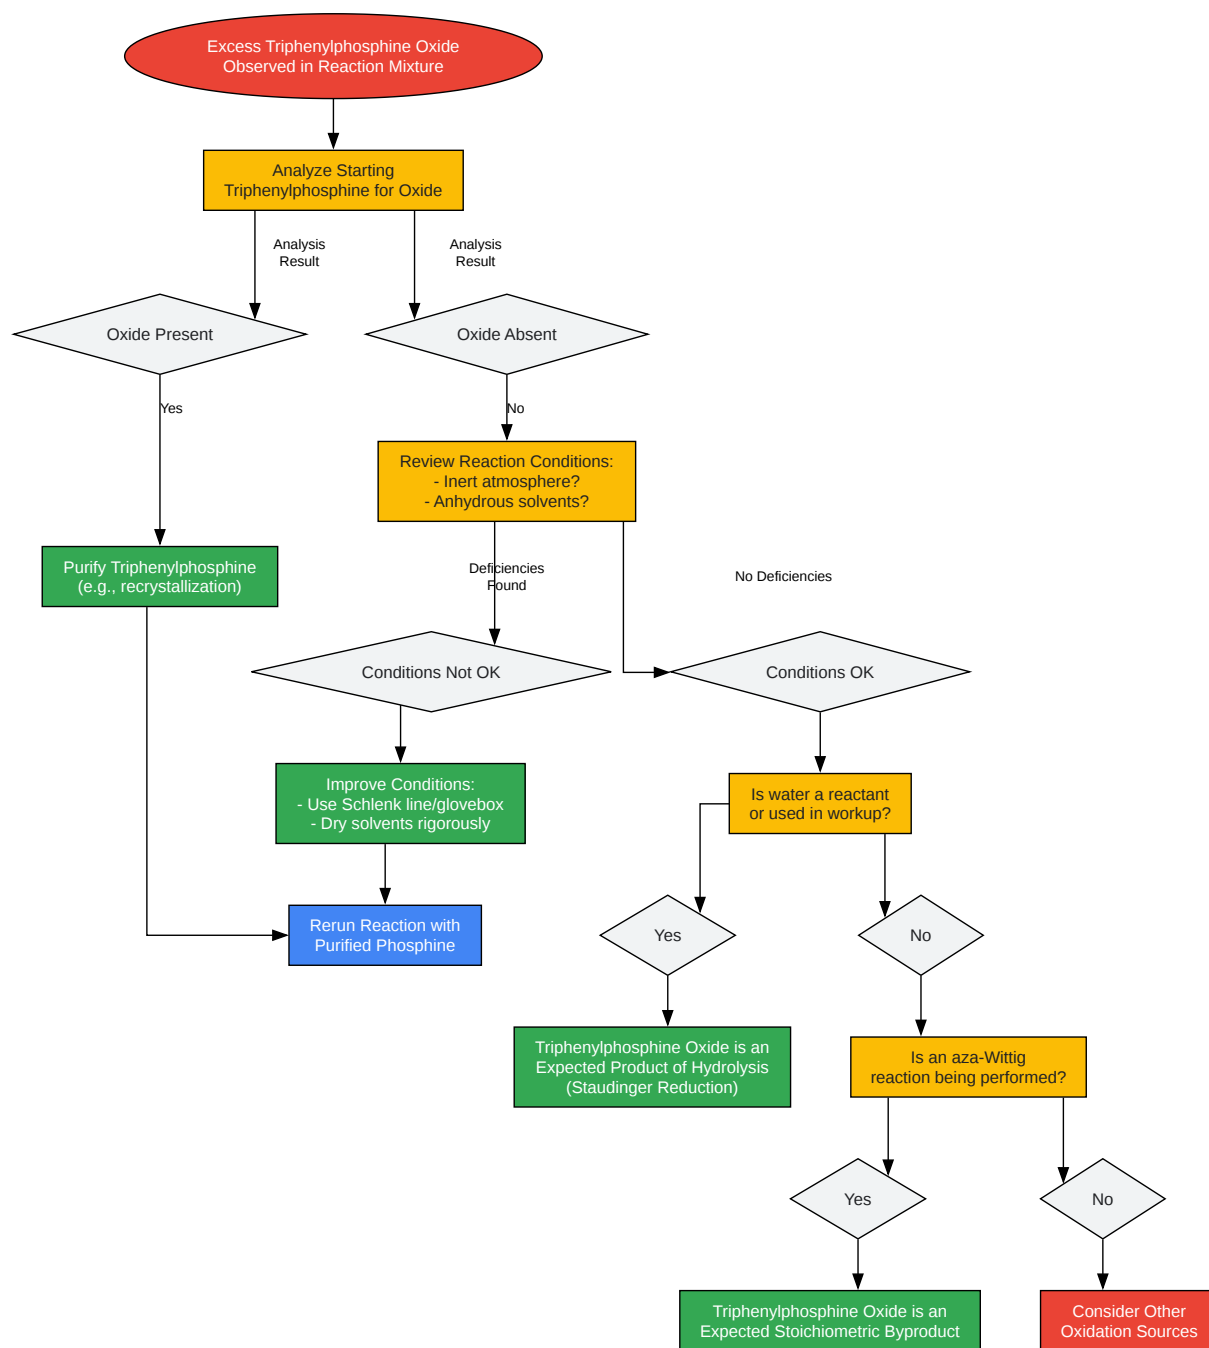 Excess Triphenylphosphine Oxide
Observed in Reaction Mixture
Analyze Starting
Triphenylphosphine for Oxide
Analysis
Result
Analysis
Result
Oxide Present
Oxide Absent
Yes
No
Review Reaction Conditions:
- Inert atmosphere?
- Anhydrous solvents?
Purify Triphenylphosphine
(e.g., recrystallization)
Deficiencies
Found
No Deficiencies
Conditions Not OK
Conditions OK
Improve Conditions:
- Use Schlenk line/glovebox
- Dry solvents rigorously
Is water a reactant
or used in workup?
Rerun Reaction with
Purified Phosphine
Yes
No
Triphenylphosphine Oxide is an
Expected Product of Hydrolysis
(Staudinger Reduction)
Is an aza-Wittig
reaction being performed?
Yes
No
Triphenylphosphine Oxide is an
Expected Stoichiometric Byproduct
Consider Other
Oxidation Sources